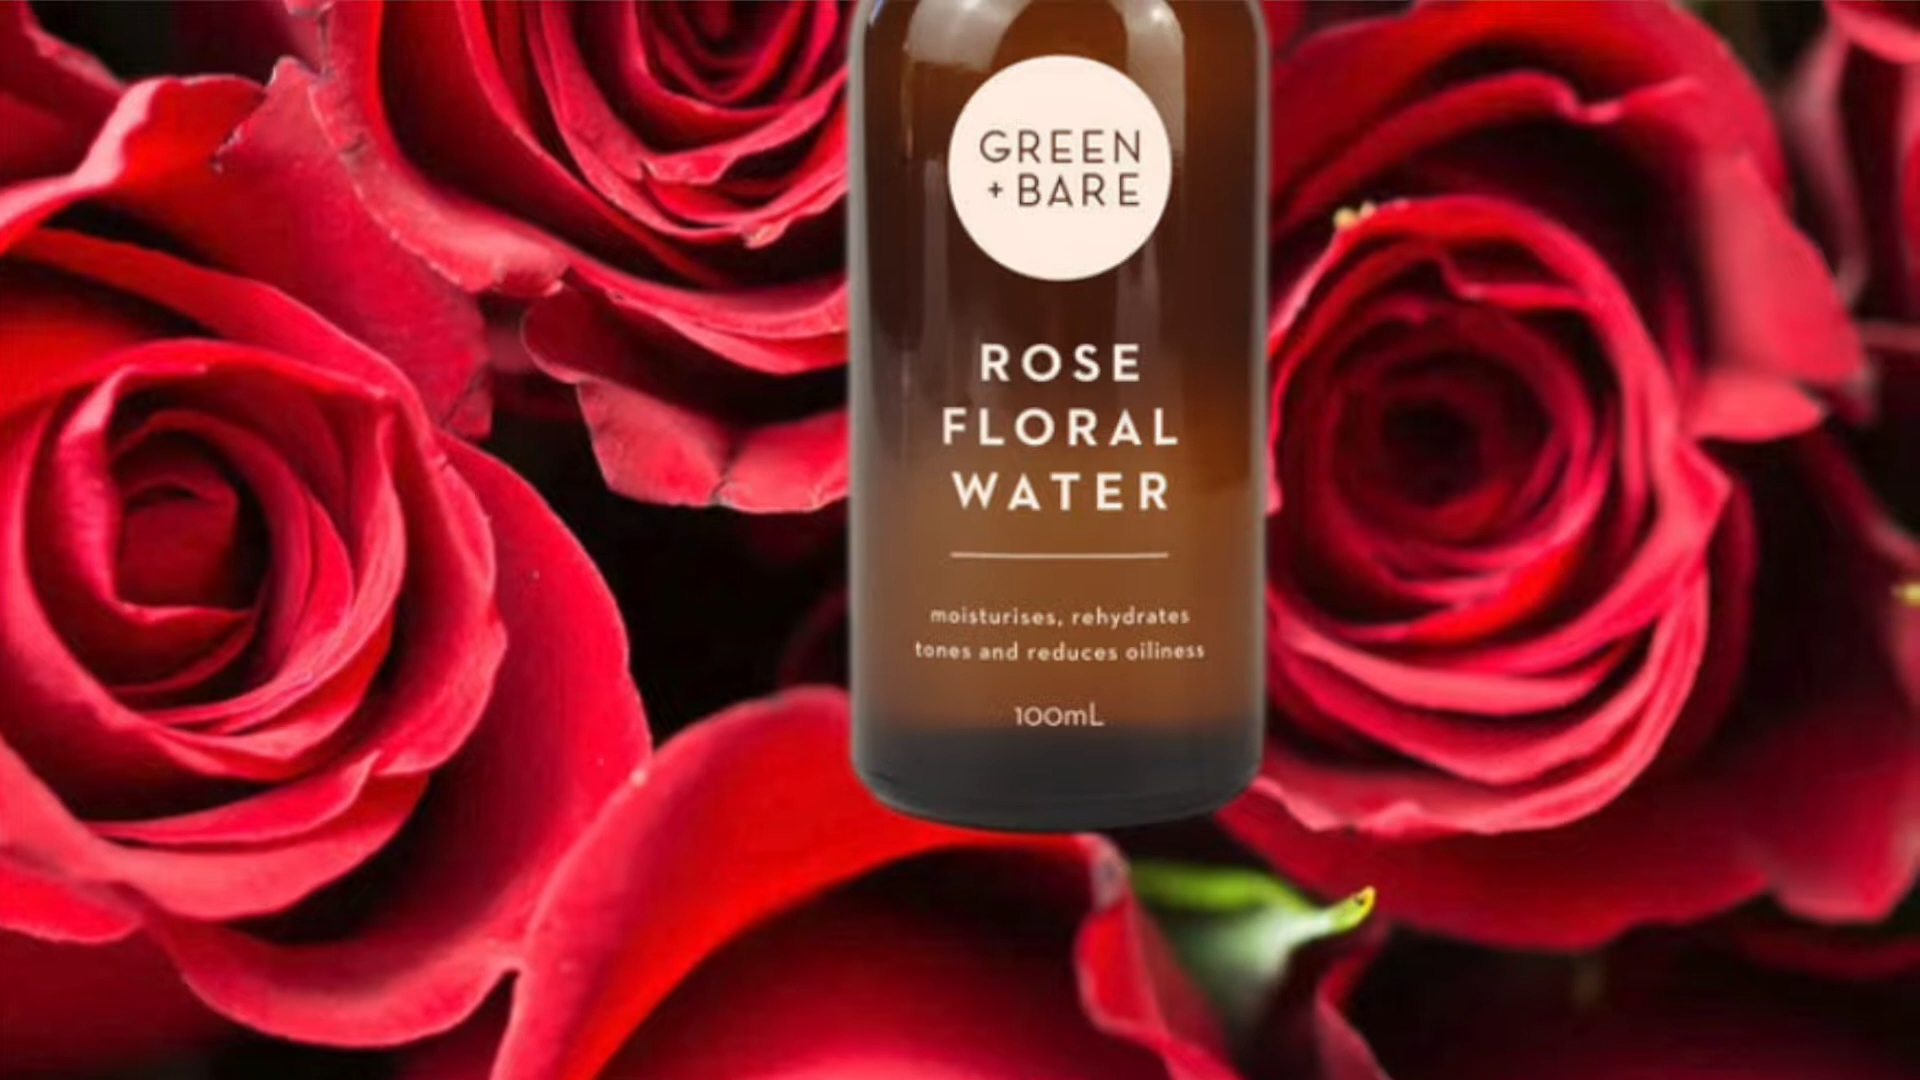 GREEN
+ BARE
ROSE
FLORAL
WATER
moisturises, rehydrates
tones and reduces oiliness
100mL